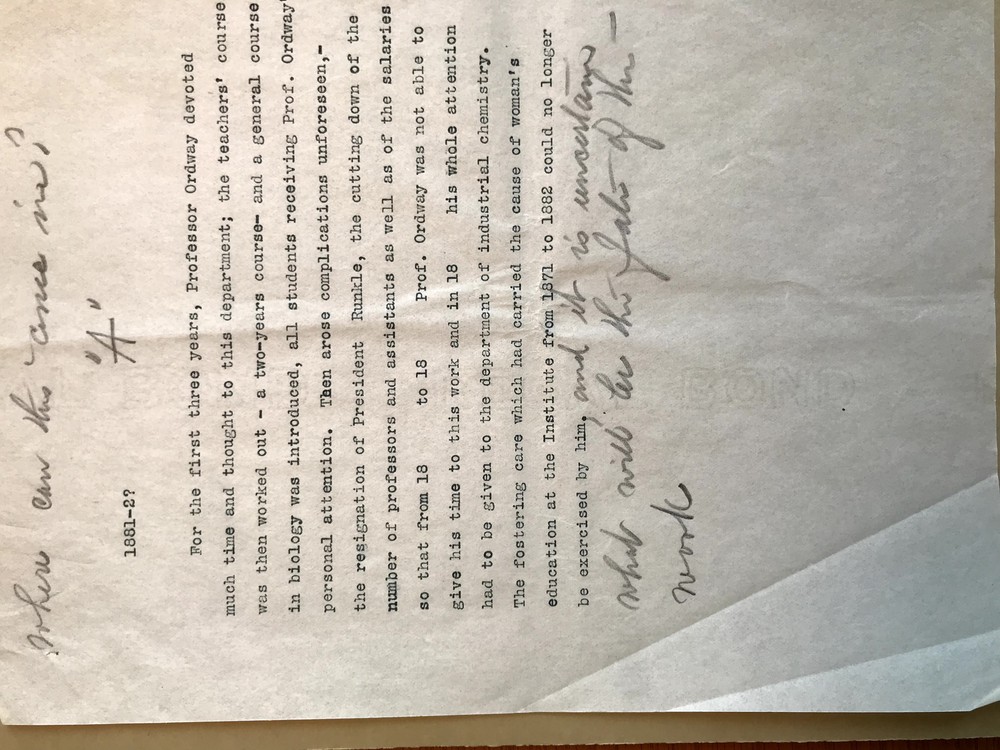 Where can this "come in"?
"A"
1881-2?
For the first three years, Professor Ordway devoted
much time and thought to this department; the teachers' course
was then worked out - a two-years course- and a general course
in biology was introduced, all students receiving Prof. Ordway'
personal attention. Then arose complications unforeseen,-
the resignation of President Runkle, the cutting down of the
number of professors and assistants as well as of the salaries
so that from 18 to 18 Prof. Ordway was not able to
give his time to this work and in 18 his whole attention
had to be given to the department of industrial chemistry.
The fostering care which had carried the cause of woman's
education at the Institute from 1871 to 1882 could no longer
be exercised by him, and it is uncertain
what will be the fate of the -
work